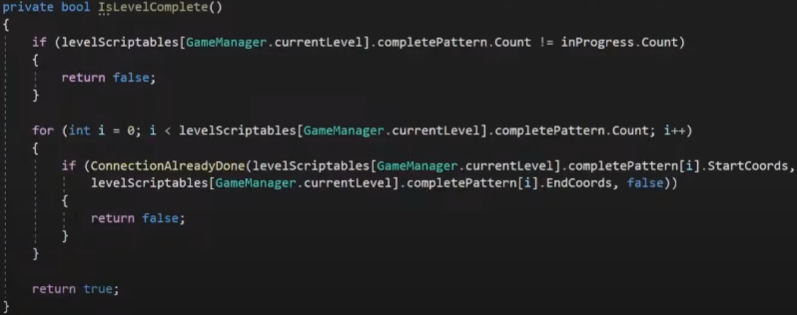 private bool IsLevelComplete()
{
if (levelScriptables[GameManager.currentLevel].completePattern.Count != inProgress.Count)
{
return false;
}
for (int i = 0; i < levelScriptables[GameManager.currentLevel].completePattern.Count; i++)
{
if (ConnectionAlreadyDone(levelScriptables[GameManager.currentLevel].completePattern[i].StartCoords,
levelScriptables[GameManager.currentLevel].completePattern[i].EndCoords, false))
{
return false;
}
}
return true;
}